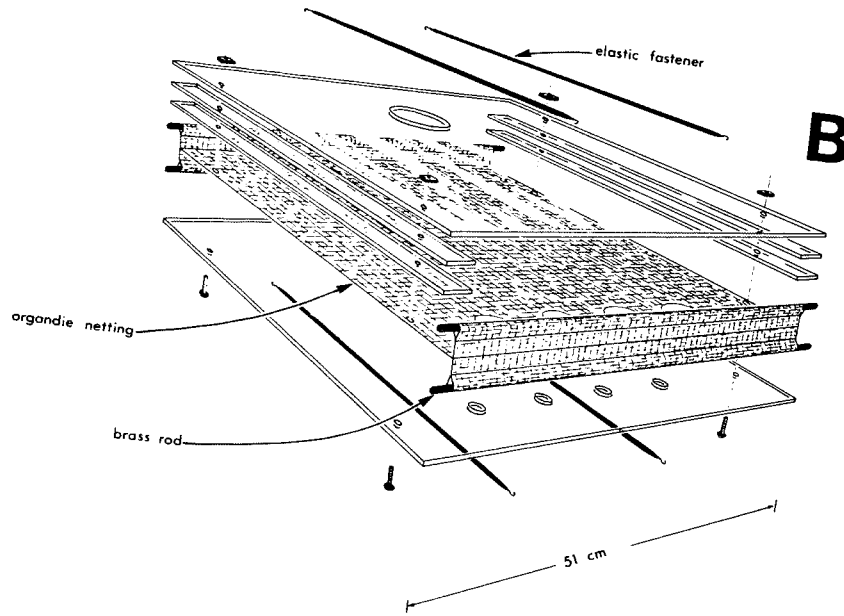 elastic fastener
B
organdie netting
brass rod
51 cm